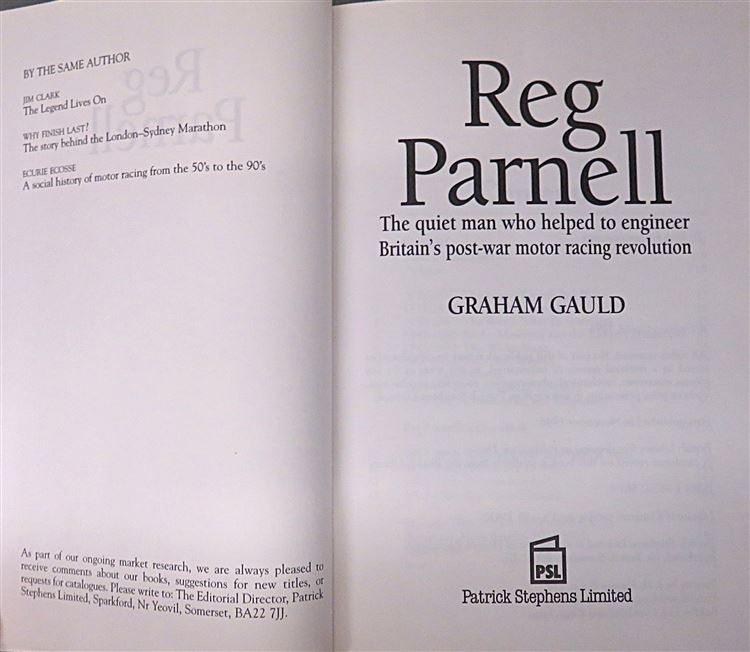 BY THE SAME AUTHOR
JIM CLARK
The Legend Lives On
WHY FINISH LAST?
The story behind the London–Sydney Marathon
ECURIE ECOSSE
A social history of motor racing from the 50's to the 90's
As part of our ongoing market research, we are always pleased to
receive comments about our books, suggestions for new titles, or
requests for catalogues. Please write to: The Editorial Director, Patrick
Stephens Limited, Sparkford, Nr Yeovil, Somerset, BA22 7JJ.
Reg
Parnell
The quiet man who helped to engineer
Britain's post-war motor racing revolution
GRAHAM GAULD
PSL
Patrick Stephens Limited